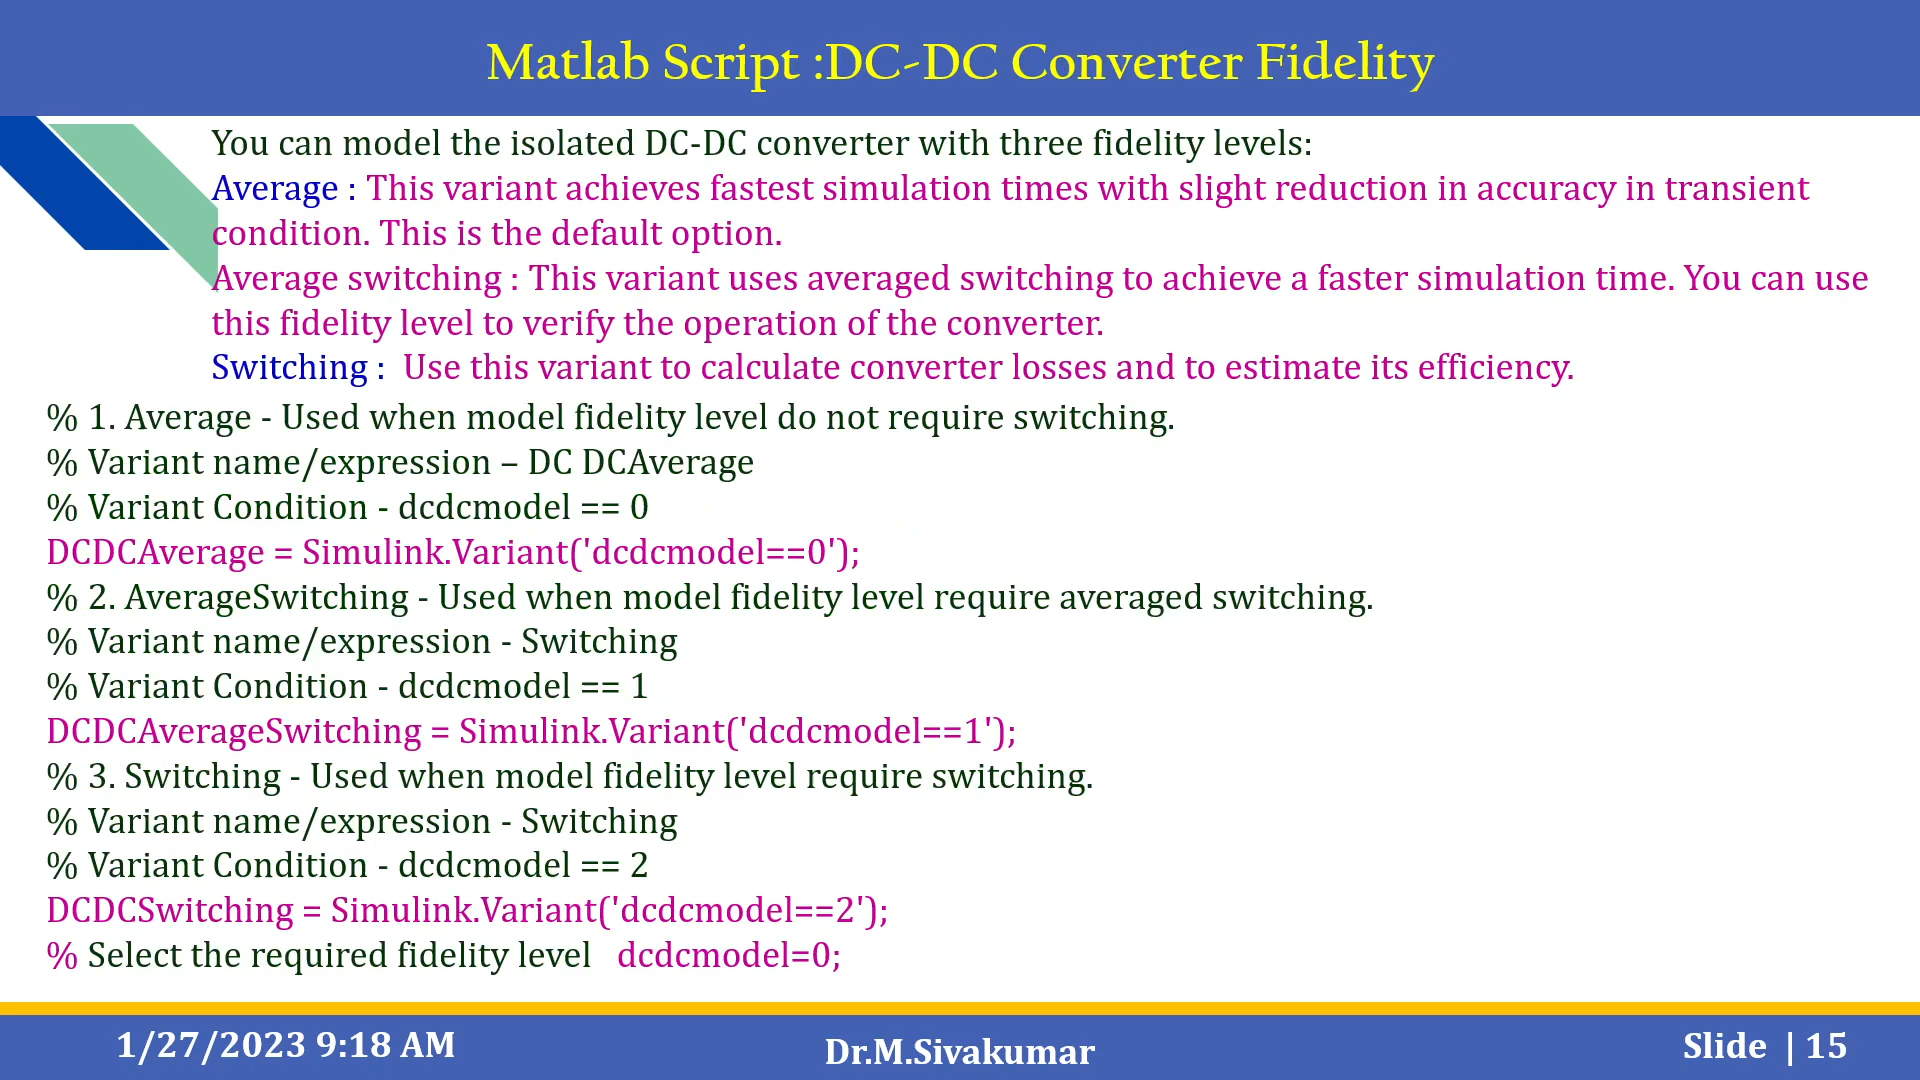 Matlab Script :DC-DC Converter Fidelity
You can model the isolated DC-DC converter with three fidelity levels:
Average : This variant achieves fastest simulation times with slight reduction in accuracy in transient
condition. This is the default option.
Average switching : This variant uses averaged switching to achieve a faster simulation time. You can use
this fidelity level to verify the operation of the converter.
Switching :  Use this variant to calculate converter losses and to estimate its efficiency.
% 1. Average - Used when model fidelity level do not require switching.
% Variant name/expression – DC DCAverage
% Variant Condition - dcdcmodel == 0
DCDCAverage = Simulink.Variant('dcdcmodel==0');
% 2. AverageSwitching - Used when model fidelity level require averaged switching.
% Variant name/expression - Switching
% Variant Condition - dcdcmodel == 1
DCDCAverageSwitching = Simulink.Variant('dcdcmodel==1');
% 3. Switching - Used when model fidelity level require switching.
% Variant name/expression - Switching
% Variant Condition - dcdcmodel == 2
DCDCSwitching = Simulink.Variant('dcdcmodel==2');
% Select the required fidelity level   dcdcmodel=0;
1/27/2023 9:18 AM
Dr.M.Sivakumar
Slide | 15